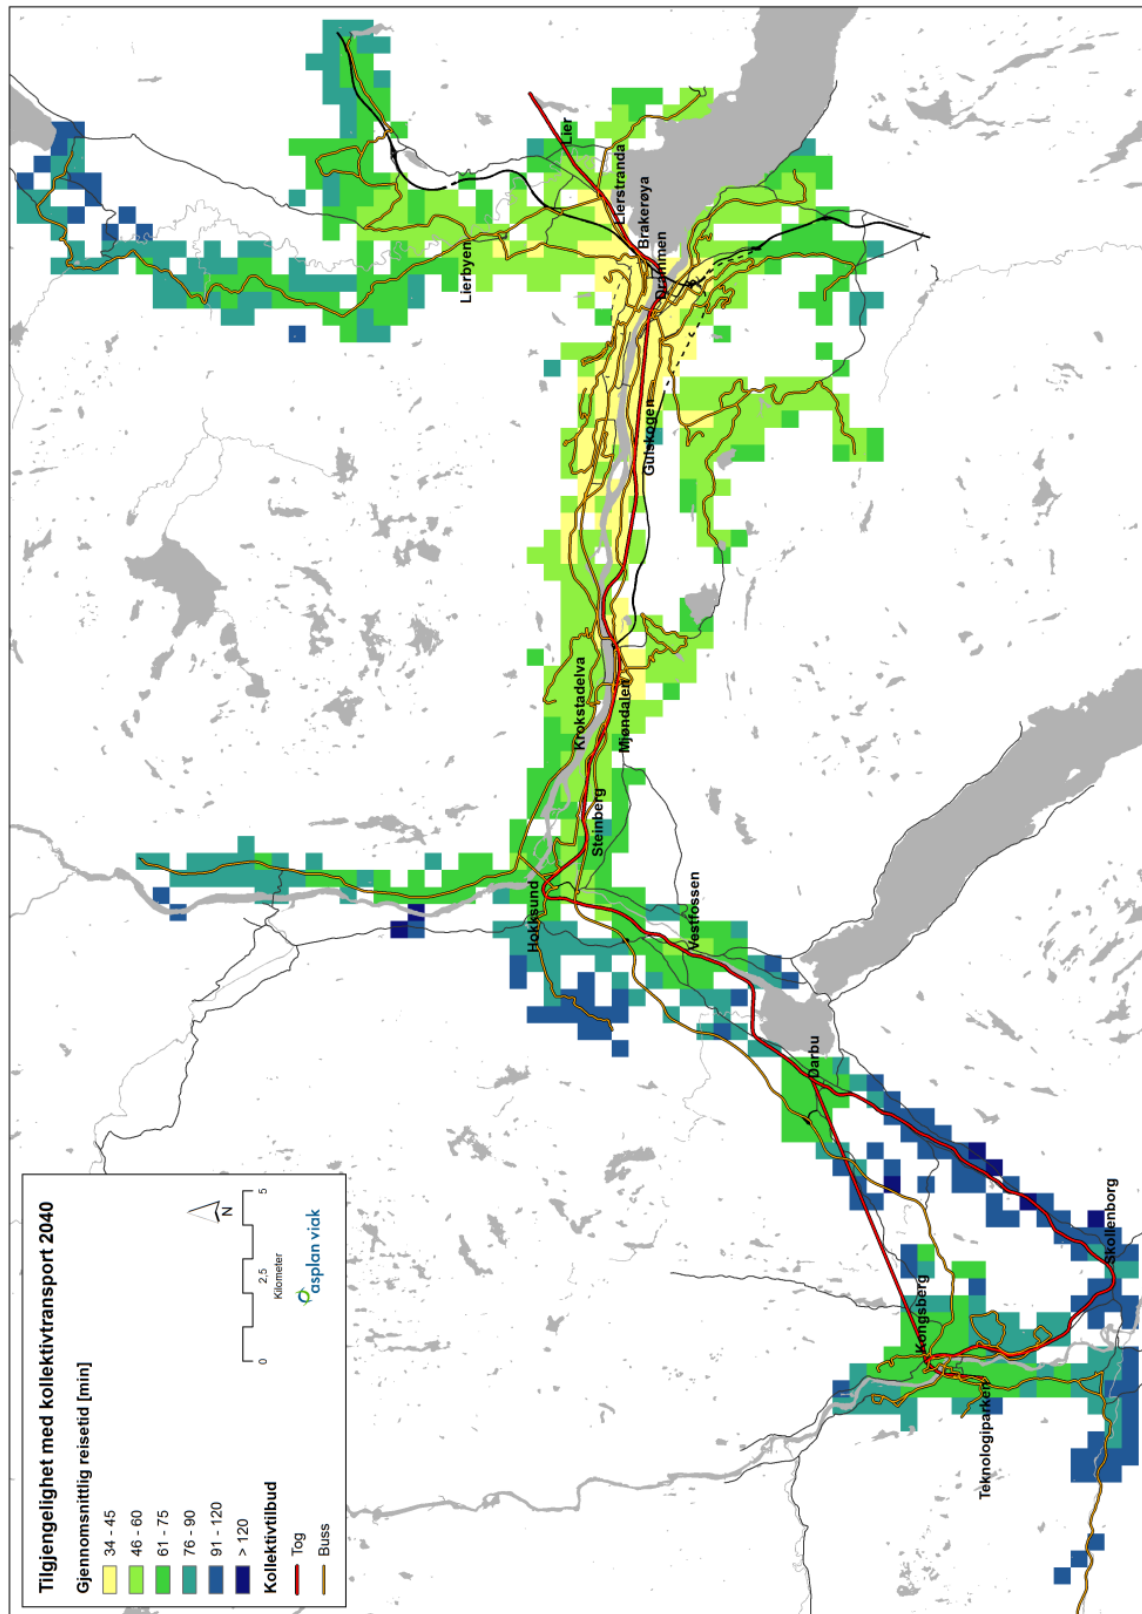 Tilgjengelighet med kollektivtransport 2040
Gjennomsnittlig reisetid [min]
34 - 45
46 - 60
61 - 75
76 - 90
91 - 120
> 120
Kollektivtilbud
Tog
Buss
N
0 2,5 5
Kilometer
asplan viak
Lierbyen
Lier
Lierstranda
Brakerøya
Drammen
Gulskogen
Krokstadelva
Mjøndalen
Steinberg
Hokksund
Vestfossen
Darbu
Skollenborg
Kongsberg
Teknologiparken